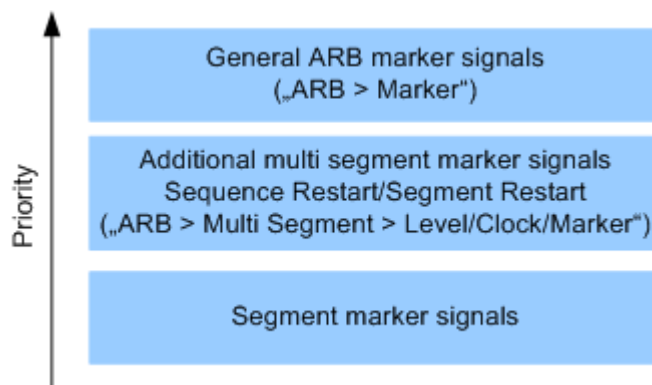 General ARB marker signals
(„ARB > Marker“)
Additional multi segment marker signals
Sequence Restart/Segment Restart
(„ARB > Multi Segment > Level/Clock/Marker“)
Segment marker signals
Priority